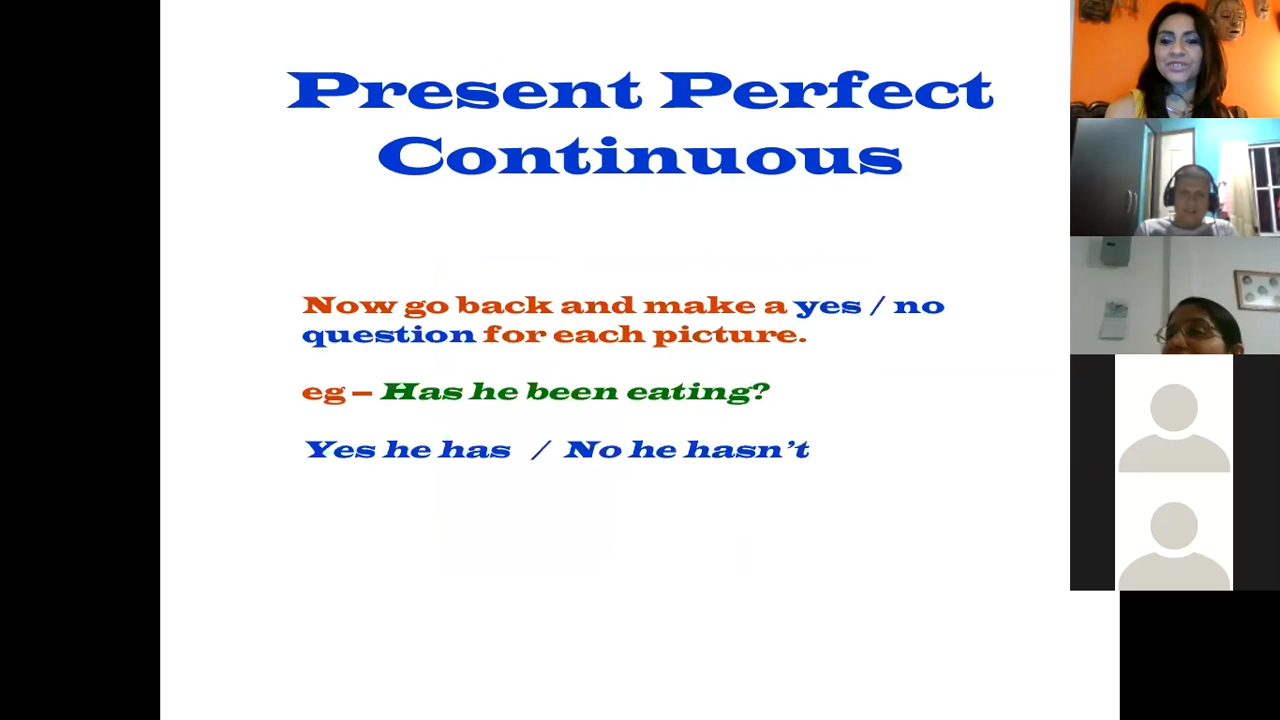 Present Perfect
Continuous
Now go back and make a yes / no
question for each picture.
eg – Has he been eating?
Yes he has / No he hasn’t